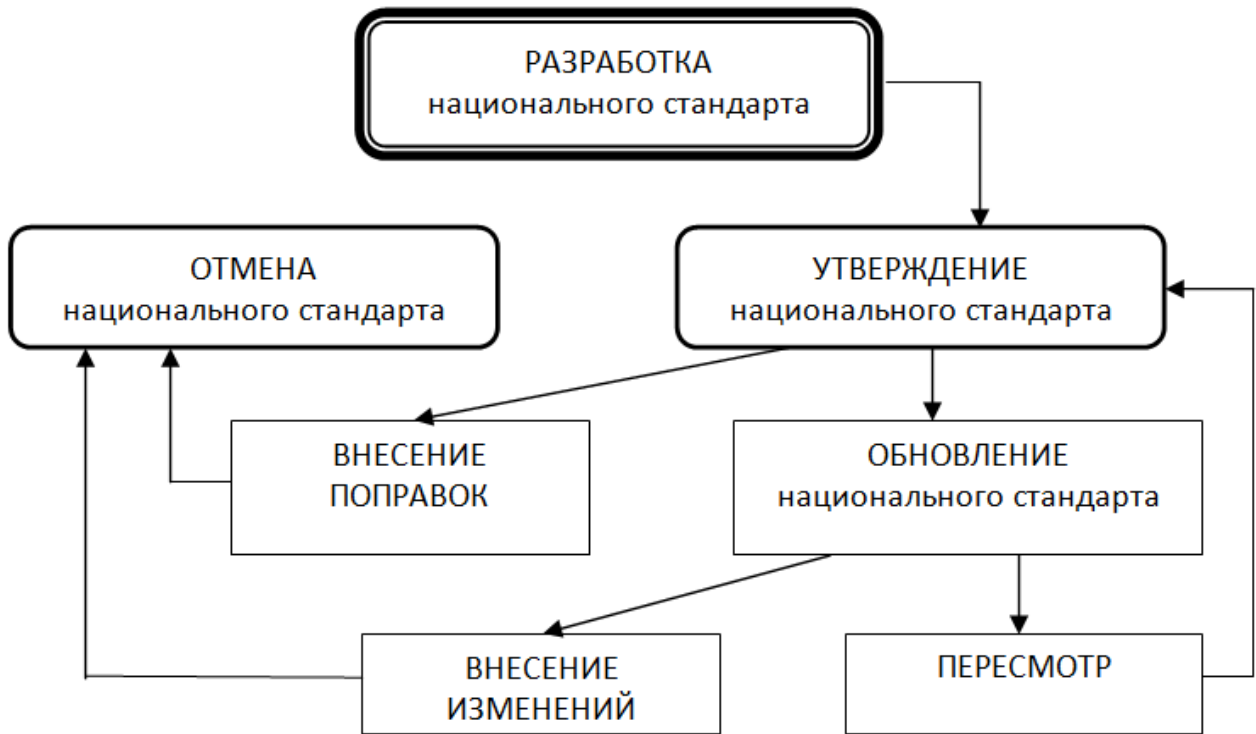 РАЗРАБОТКА
национального стандарта
ОТМЕНА
национального стандарта
УТВЕРЖДЕНИЕ
национального стандарта
ВНЕСЕНИЕ
ПОПРАВОК
ОБНОВЛЕНИЕ
национального стандарта
ВНЕСЕНИЕ
ИЗМЕНЕНИЙ
ПЕРЕСМОТР